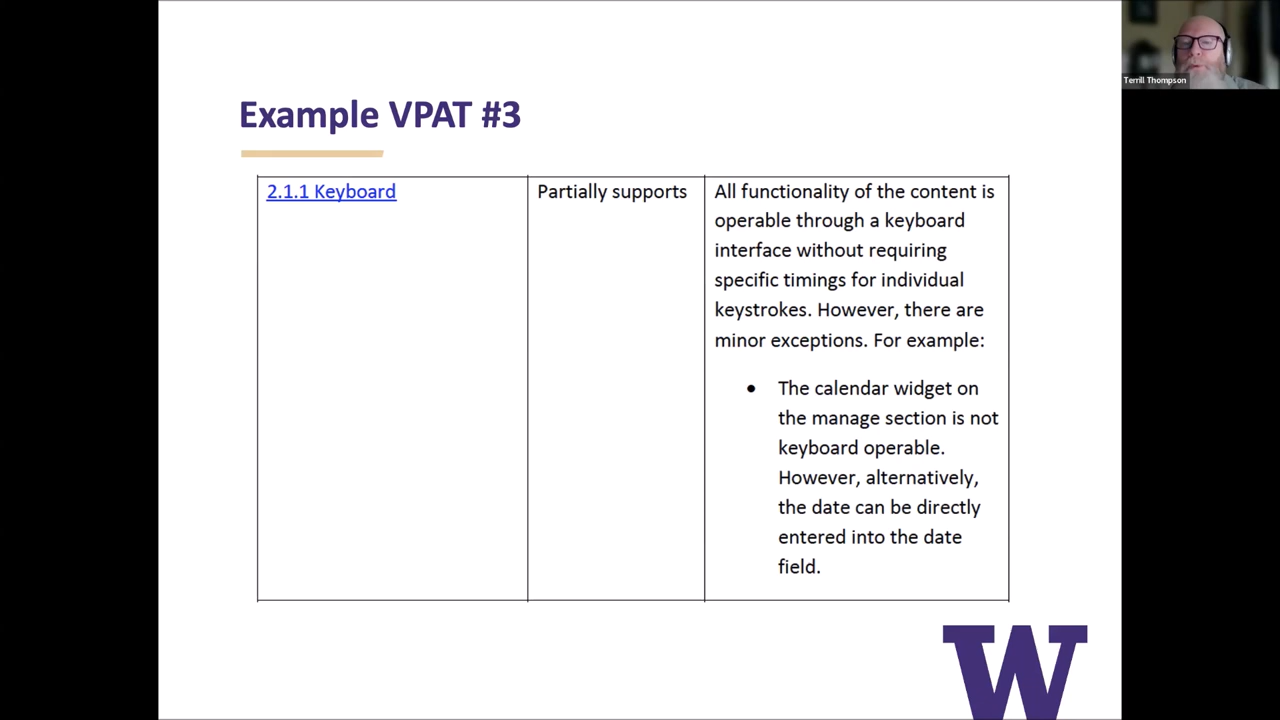 Terrill Thompson
Example VPAT #3
2.1.1 Keyboard
Partially supports
All functionality of the content is
operable through a keyboard
interface without requiring
specific timings for individual
keystrokes. However, there are
minor exceptions. For example:
• The calendar widget on
the manage section is not
keyboard operable.
However, alternatively,
the date can be directly
entered into the date
field.
W